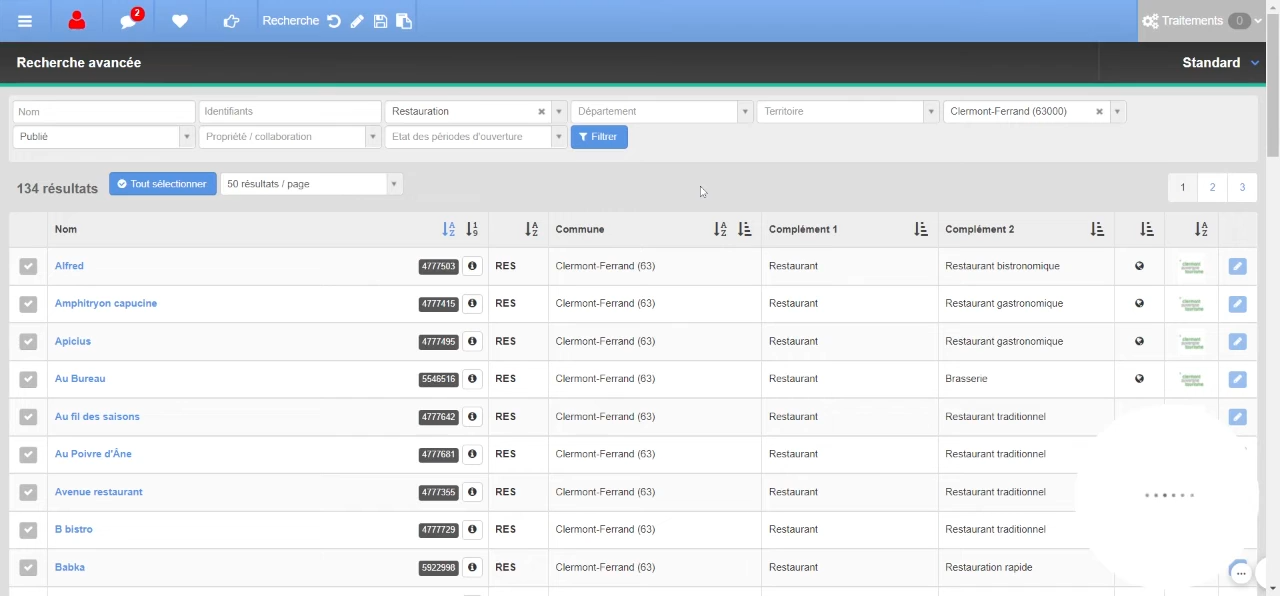 2
Recherche
Traitements 0
Recherche avancée
Standard
Nom Identifiants Restauration Département Territoire Clermont-Ferrand (63000)
Publié Propriété / collaboration Etat des périodes d'ouverture Filtrer
134 résultats Tout sélectionner 50 résultats / page 1 2 3
Nom Commune Complément 1 Complément 2
Alfred 4777503 RES Clermont-Ferrand (63) Restaurant Restaurant bistronomique
Amphitryon capucine 4777415 RES Clermont-Ferrand (63) Restaurant Restaurant gastronomique
Apicius 4777495 RES Clermont-Ferrand (63) Restaurant Restaurant gastronomique
Au Bureau 5546516 RES Clermont-Ferrand (63) Restaurant Brasserie
Au fil des saisons 4777642 RES Clermont-Ferrand (63) Restaurant Restaurant traditionnel
Au Poivre d'Âne 4777681 RES Clermont-Ferrand (63) Restaurant Restaurant traditionnel
Avenue restaurant 4777355 RES Clermont-Ferrand (63) Restaurant Restaurant traditionnel
B bistro 4777729 RES Clermont-Ferrand (63) Restaurant Restaurant traditionnel
Babka 5922998 RES Clermont-Ferrand (63) Restaurant Restauration rapide